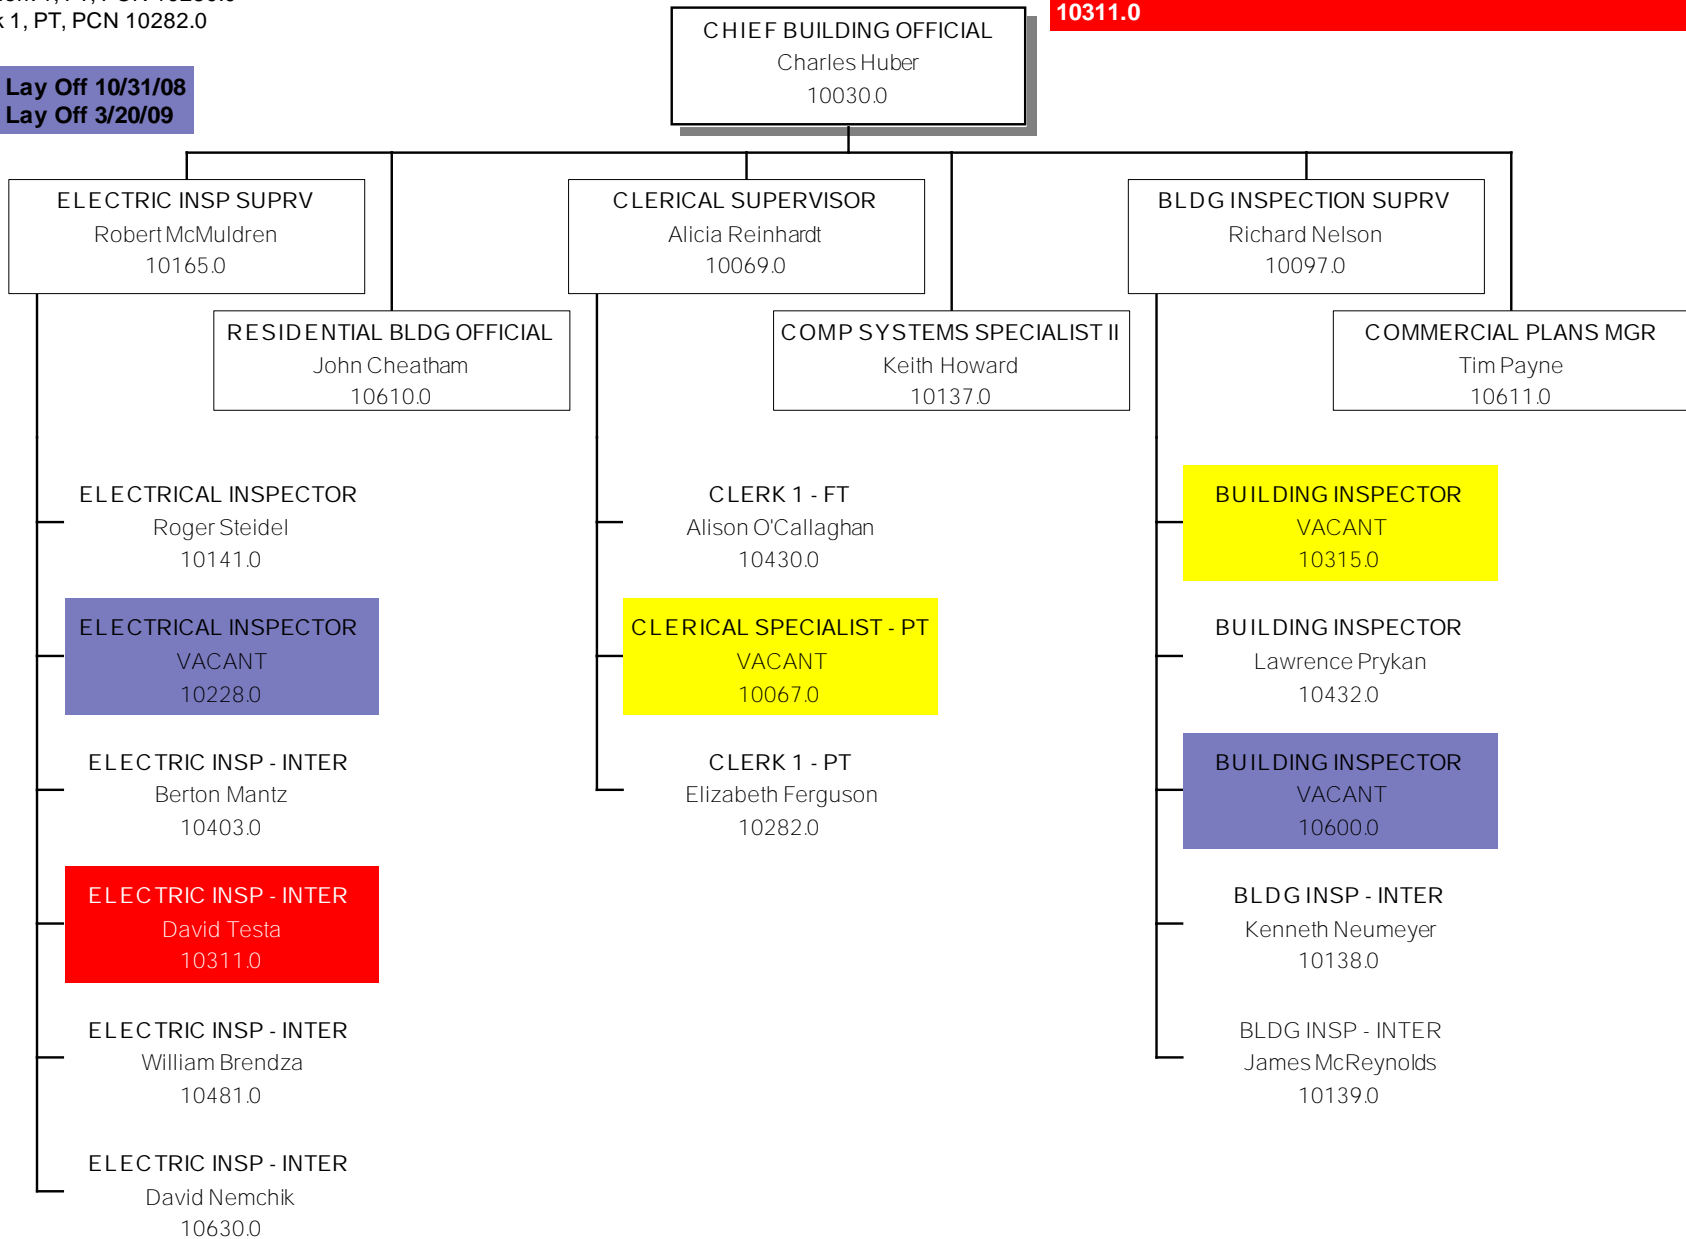 1, PT, PCN 10282.0
10311.0
Lay Off 10/31/08
Lay Off 3/20/09
CHIEF BUILDING OFFICIAL
Charles Huber
10030.0
ELECTRIC INSP SUPRV
Robert McMuldren
10165.0
CLERICAL SUPERVISOR
Alicia Reinhardt
10069.0
BLDG INSPECTION SUPRV
Richard Nelson
10097.0
RESIDENTIAL BLDG OFFICIAL
John Cheatham
10610.0
COMP SYSTEMS SPECIALIST II
Keith Howard
10137.0
COMMERCIAL PLANS MGR
Tim Payne
10611.0
ELECTRICAL INSPECTOR
Roger Steidel
10141.0
ELECTRICAL INSPECTOR
VACANT
10228.0
ELECTRIC INSP - INTER
Berton Mantz
10403.0
ELECTRIC INSP - INTER
David Testa
10311.0
ELECTRIC INSP - INTER
William Brendza
10481.0
ELECTRIC INSP - INTER
David Nemchik
10630.0
CLERK 1 - FT
Alison O'Callaghan
10430.0
CLERICAL SPECIALIST - PT
VACANT
10067.0
CLERK 1 - PT
Elizabeth Ferguson
10282.0
BUILDING INSPECTOR
VACANT
10315.0
BUILDING INSPECTOR
Lawrence Prykan
10432.0
BUILDING INSPECTOR
VACANT
10600.0
BLDG INSP - INTER
Kenneth Neumeyer
10138.0
BLDG INSP - INTER
James McReynolds
10139.0